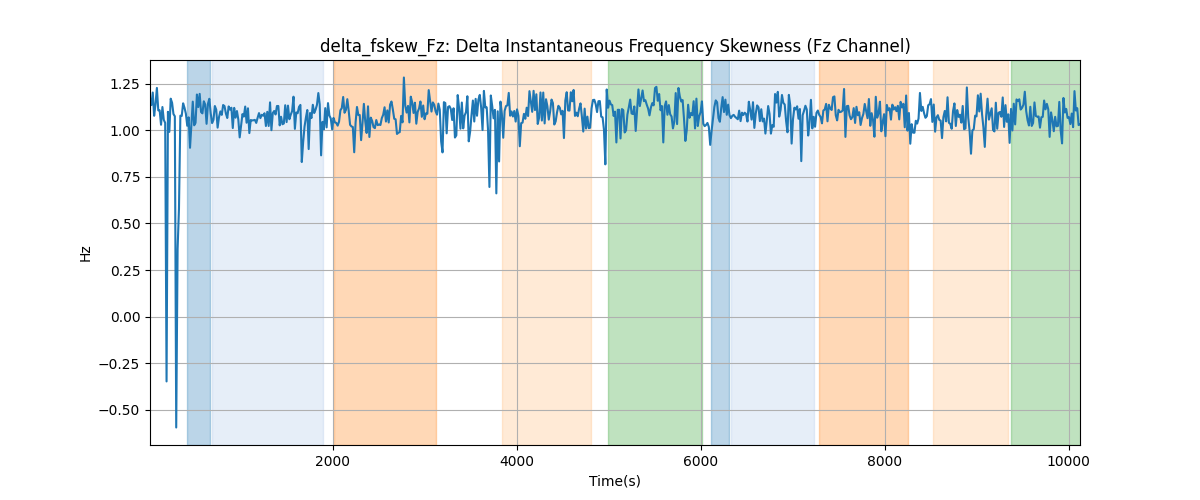 delta_fskew_Fz: Delta Instantaneous Frequency Skewness (Fz Channel)
1.25
1.00
0.75
0.50
0.25
0.00
−0.25
−0.50
Hz
2000 4000 6000 8000 10000
Time(s)